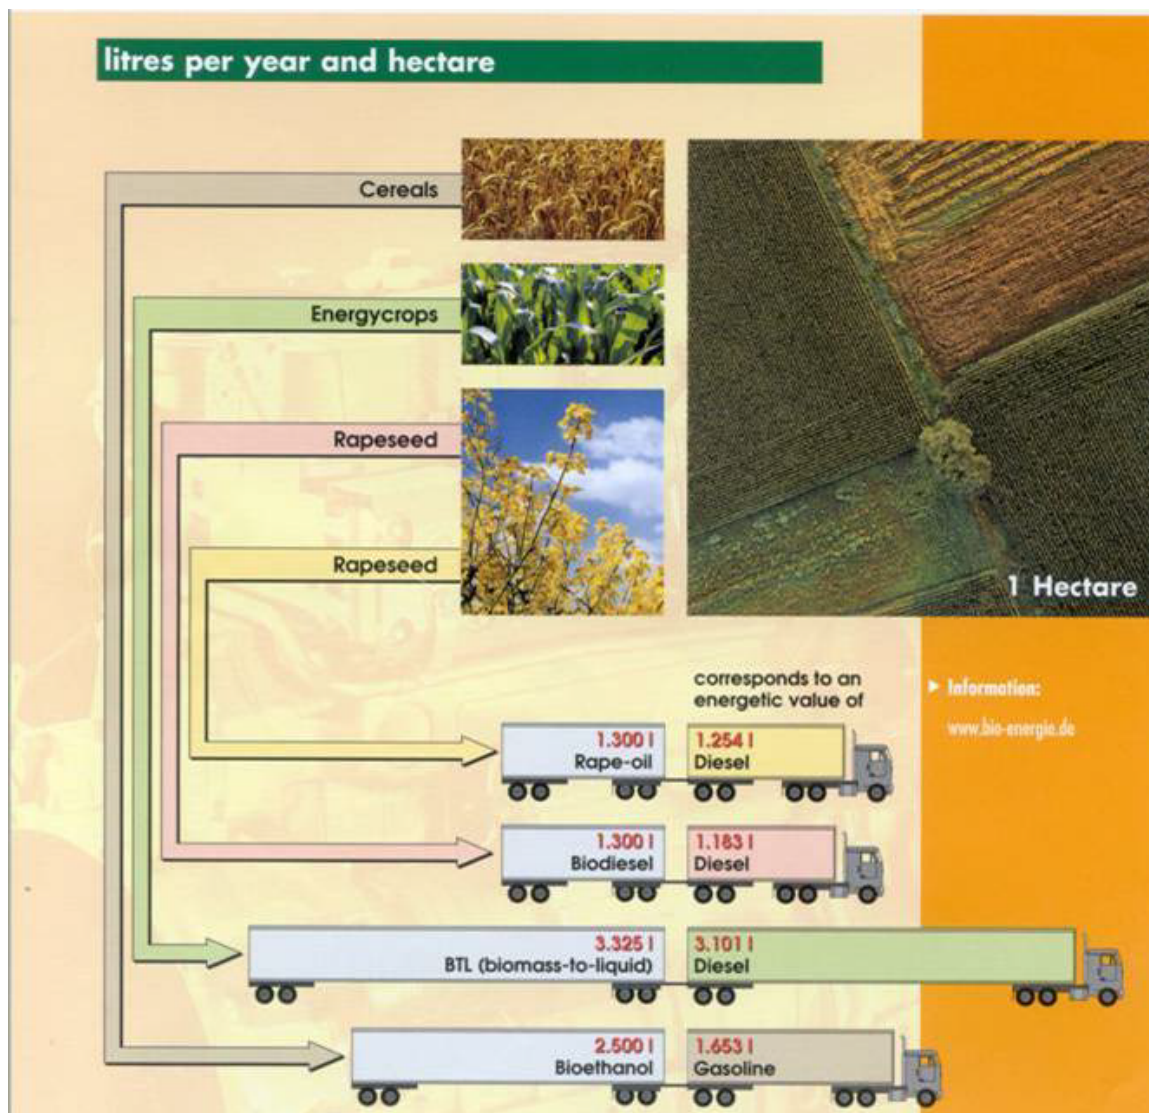 litres per year and hectare
Cereals
Energycrops
Rapeseed
Rapeseed
1 Hectare
corresponds to an
energetic value of
Information:
www.bio-energie.de
1.300 l
Rape-oil
1.254 l
Diesel
1.300 l
Biodiesel
1.183 l
Diesel
3.325 l
BTL (biomass-to-liquid)
3.101 l
Diesel
2.500 l
Bioethanol
1.653 l
Gasoline